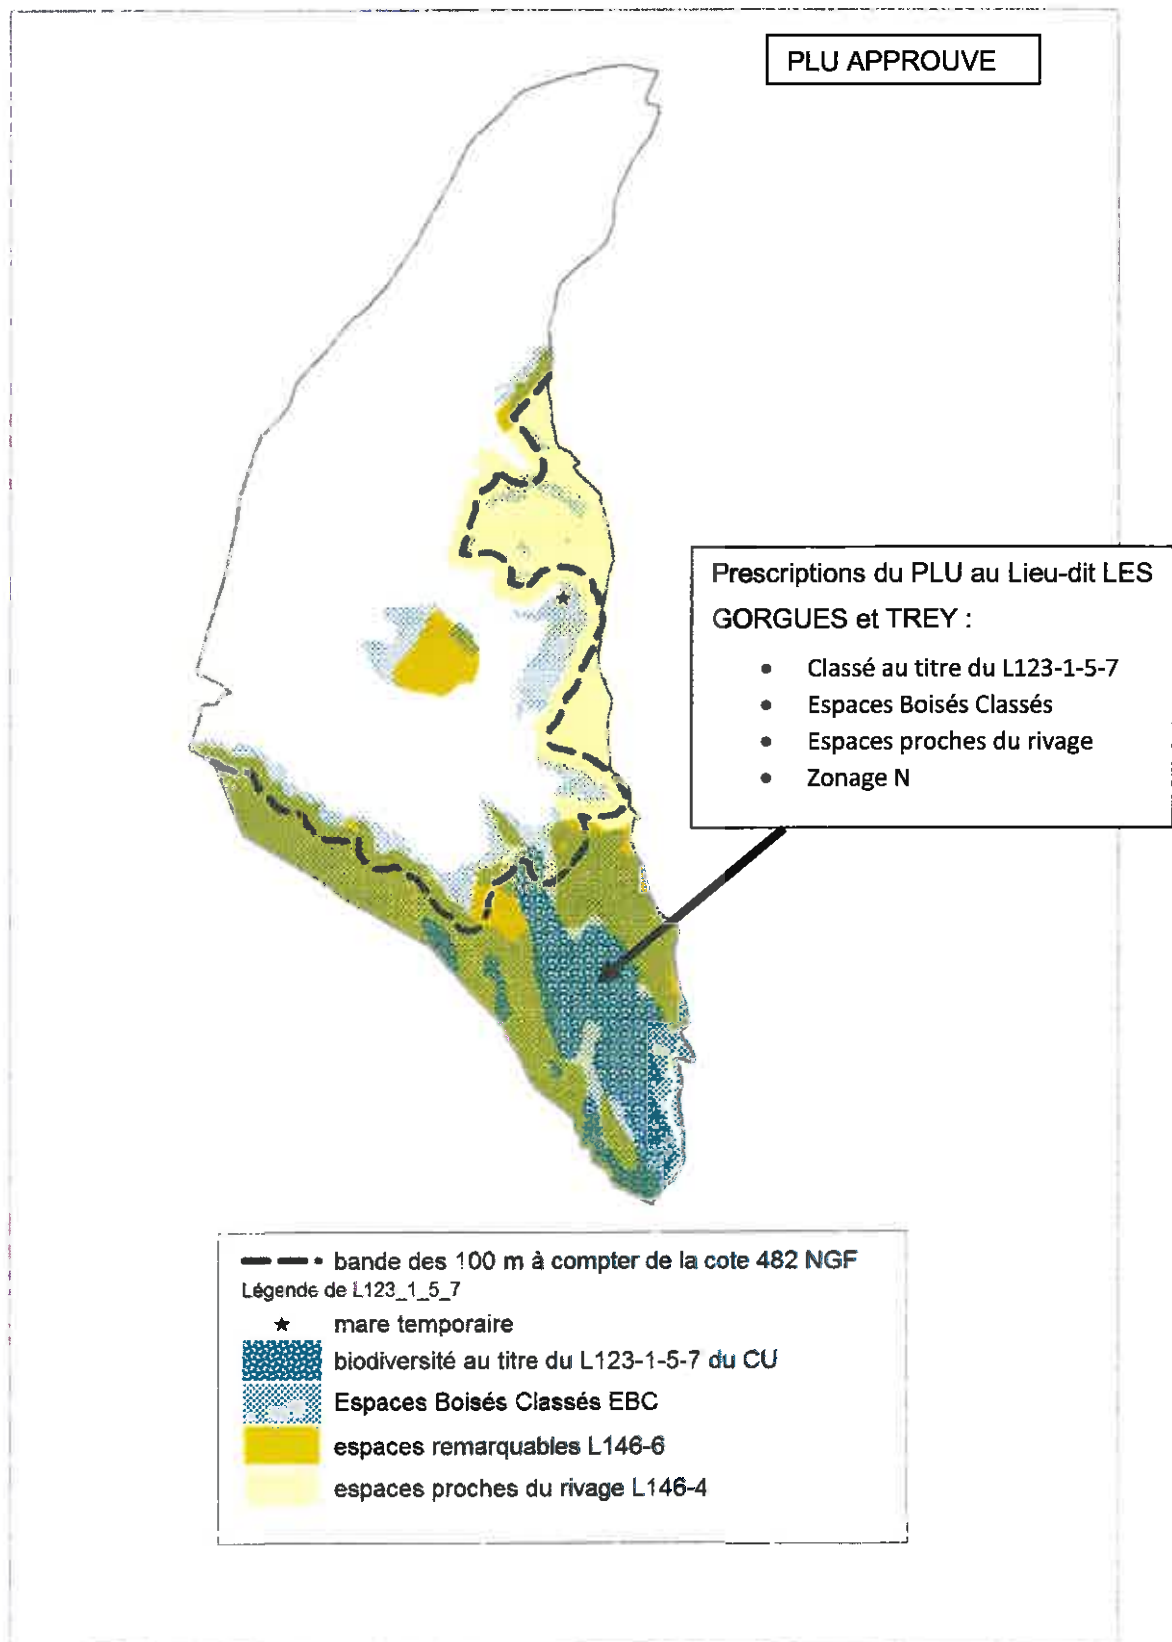 PLU APPROUVE
Prescriptions du PLU au Lieu-dit LES
GORGUES et TREY :
• Classé au titre du L123-1-5-7
• Espaces Boisés Classés
• Espaces proches du rivage
• Zonage N
bande des 100 m à compter de la cote 482 NGF
Légende de L123_1_5_7
mare temporaire
biodiversité au titre du L123-1-5-7 du CU
Espaces Boisés Classés EBC
espaces remarquables L146-6
espaces proches du rivage L146-4